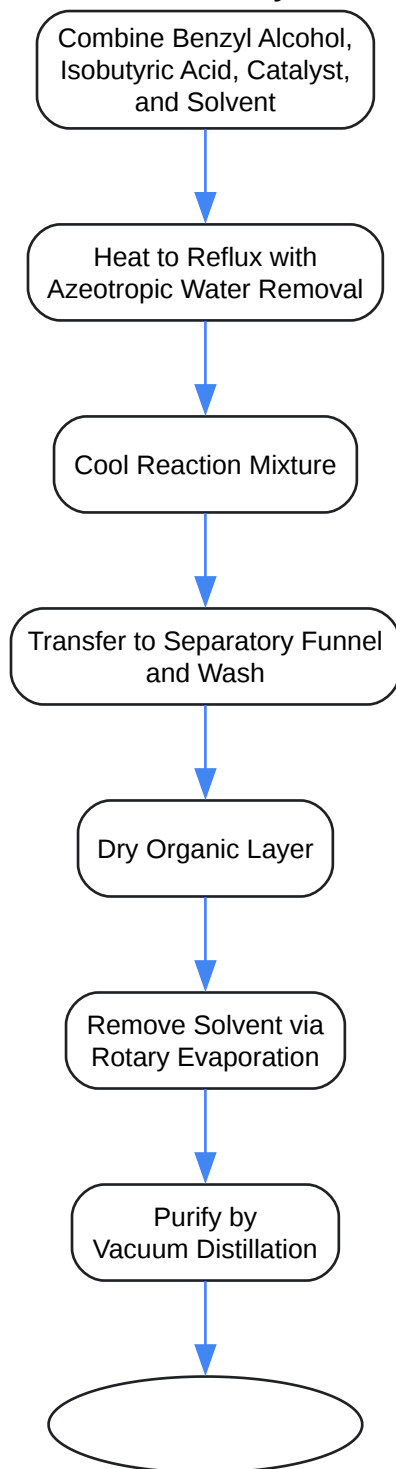 Combine Benzyl Alcohol,
Isobutyric Acid, Catalyst,
and Solvent
Heat to Reflux with
Azeotropic Water Removal
Cool Reaction Mixture
Transfer to Separatory Funnel
and Wash
Dry Organic Layer
Remove Solvent via
Rotary Evaporation
Purify by
Vacuum Distillation